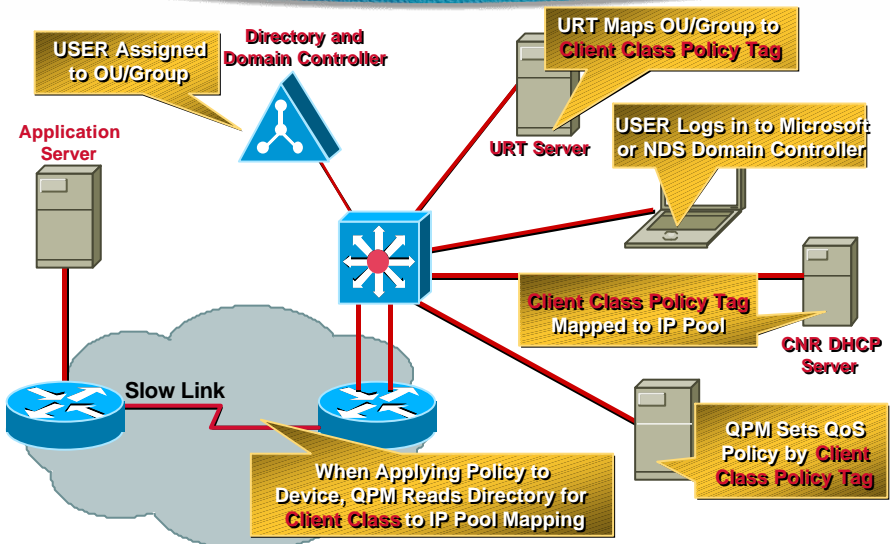 USER Assigned
to OU/Group
Directory and
Domain Controller
URT Maps OU/Group to
Client Class Policy Tag
Application
Server
URT Server
USER Logs in to Microsoft
or NDS Domain Controller
Client Class Policy Tag
Mapped to IP Pool
CNR DHCP
Server
Slow Link
When Applying Policy to
Device, QPM Reads Directory for
Client Class to IP Pool Mapping
QPM Sets QoS
Policy by Client
Class Policy Tag